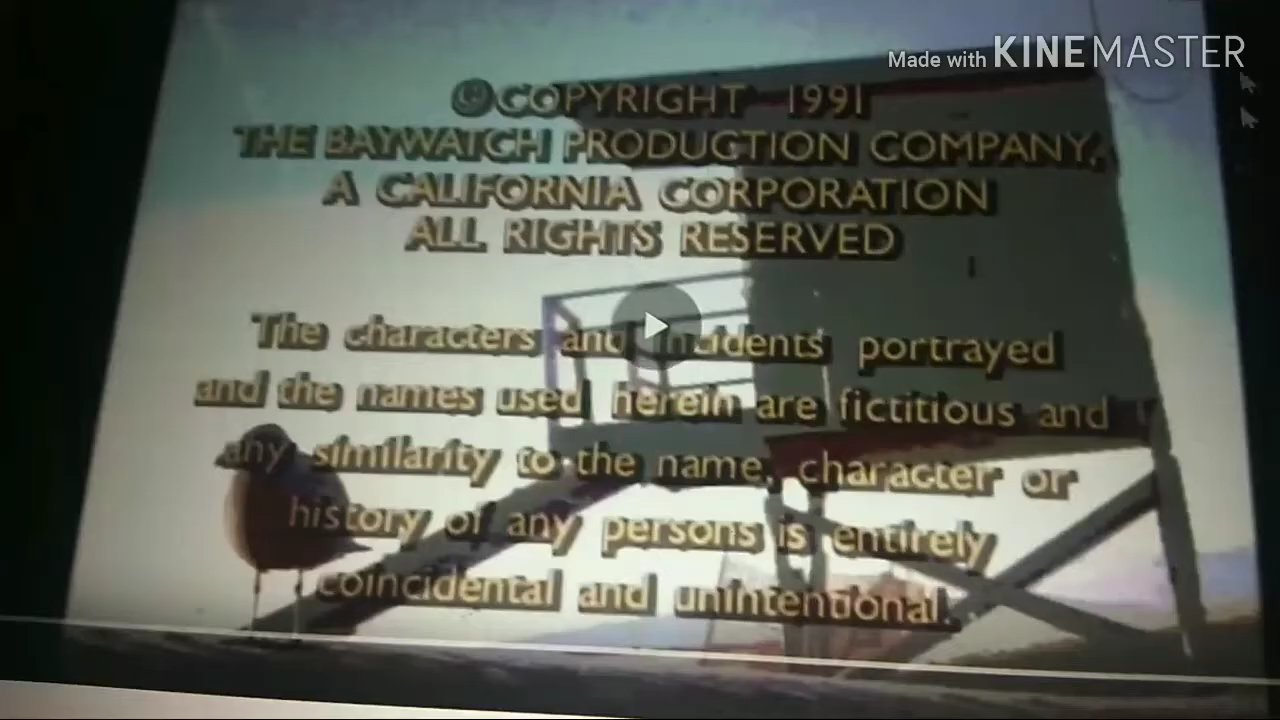 Made with KINEMASTER
©COPYRIGHT 1991
THE BAYWATCH PRODUCTION COMPANY,
A CALIFORNIA CORPORATION
ALL RIGHTS RESERVED
The characters and incidents portrayed
and the names used herein are fictitious and
any similarity to the name, character or
history of any persons is entirely
coincidental and unintentional.